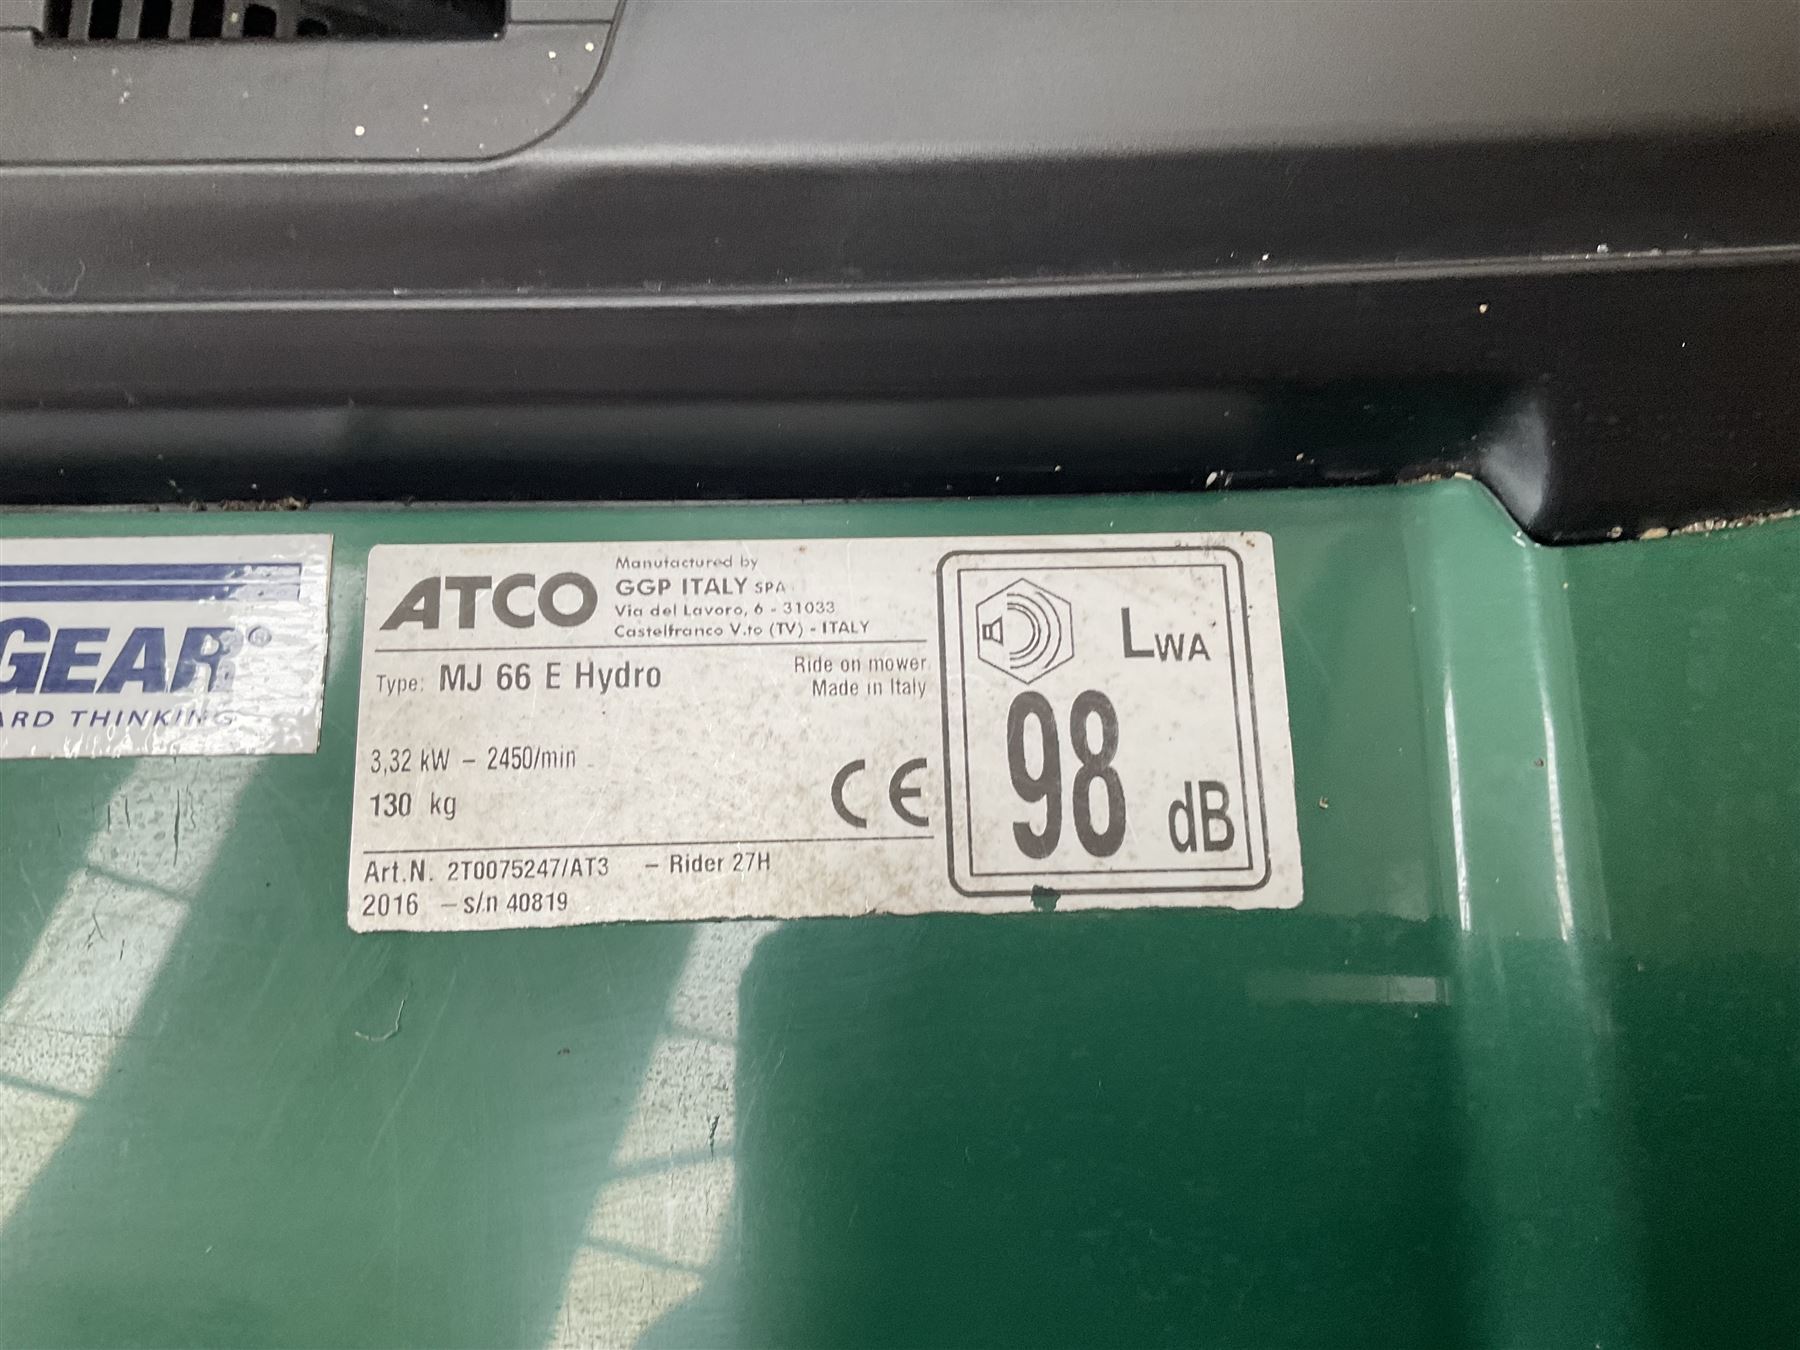 GEAR®
ARD THINKING
ATCO
Manufactured by
GGP ITALY SPA
Via del Lavoro, 6 - 31033
Castelfranco V.to (TV) - ITALY
Type: MJ 66 E Hydro
Ride on mower
Made in Italy
3,32 kW - 2450/min
130 kg
CE
Art.N. 2T0075247/AT3 - Rider 27H
2016 - s/n 40819
LWA
98
dB